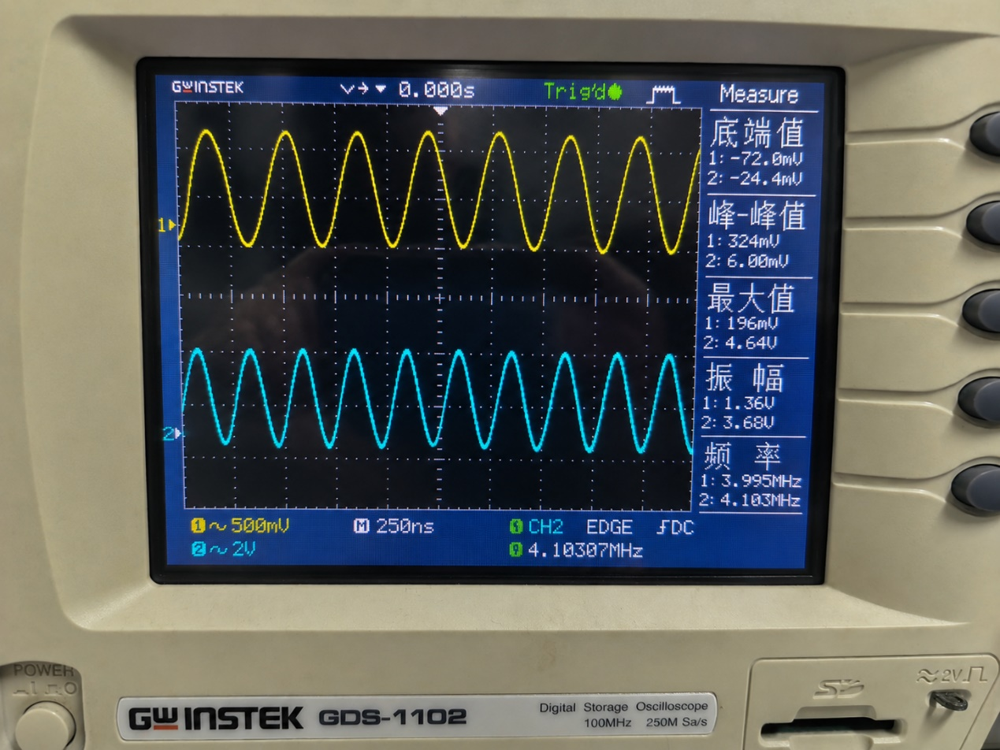 GWINSTEK
0.000s
Trig'd
Measure
底端值
1: -72.0mV
2: -24.4mV
峰-峰值
1: 324mV
2: 6.00mV
最大值
1: 196mV
2: 4.64V
振 幅
1: 1.36V
2: 3.68V
频 率
1: 3.995MHz
2: 4.103MHz
1
2
1 ~ 500mV
M 250ns
CH2 EDGE DC
2 ~ 2V
4.10307MHz
POWER
GWINSTEK GDS-1102
Digital Storage Oscilloscope
100MHz 250M Sa/s
SD
≈2V